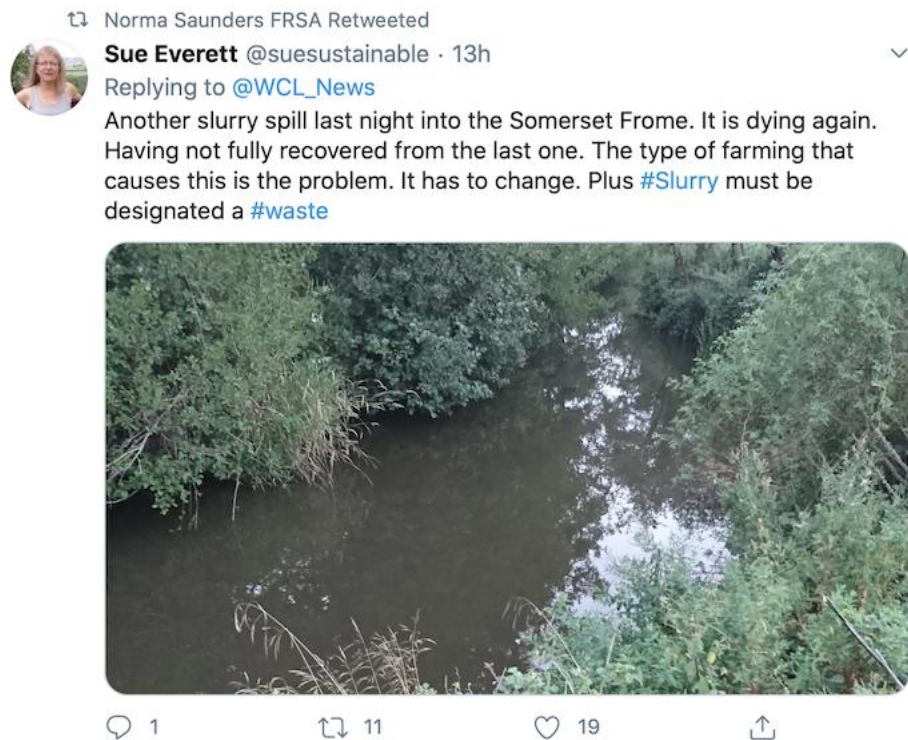 Norma Saunders FRSA Retweeted
Sue Everett @suesustainable · 13h
Replying to @WCL_News
Another slurry spill last night into the Somerset Frome. It is dying again.
Having not fully recovered from the last one. The type of farming that
causes this is the problem. It has to change. Plus #Slurry must be
designated a #waste
1 11 19